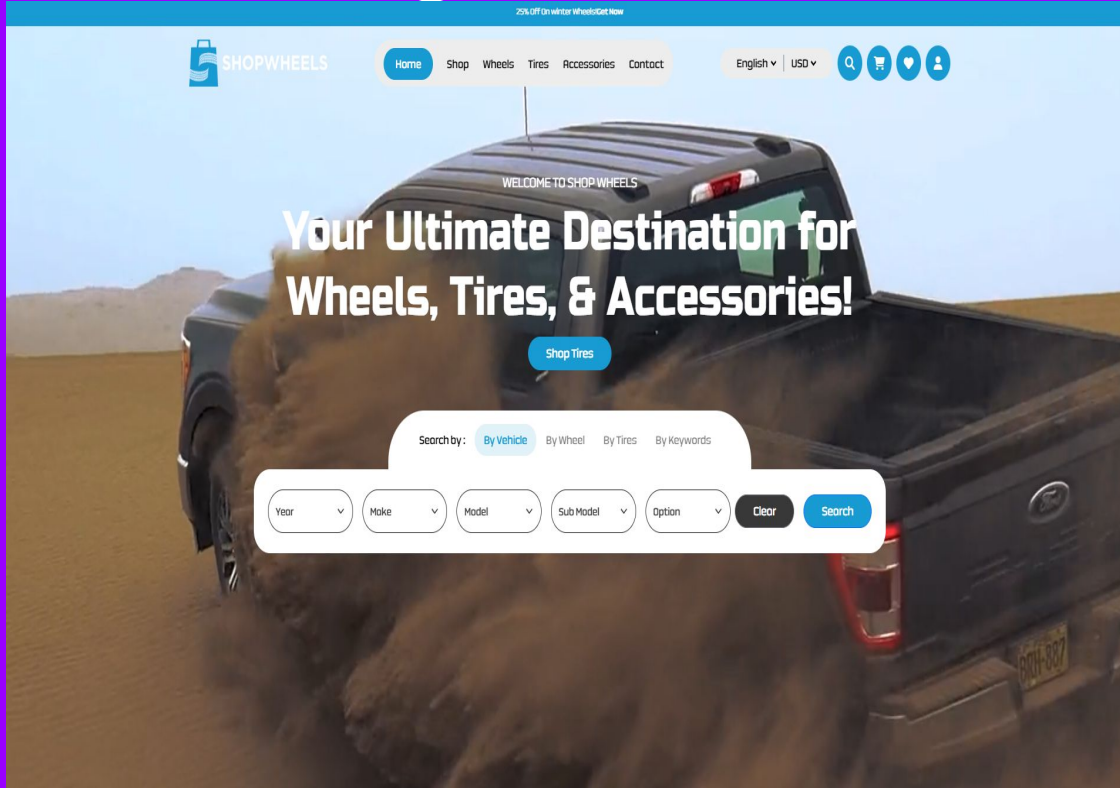 25% Off On winter Wheels!Get Now
SHOPWHEELS
Home Shop Wheels Tires Accessories Contact
English USD
WELCOME TO SHOP WHEELS
Your Ultimate Destination for
Wheels, Tires, & Accessories!
Shop Tires
Search by : By Vehicle By Wheel By Tires By Keywords
Year Make Model Sub Model Option Clear Search
Ford